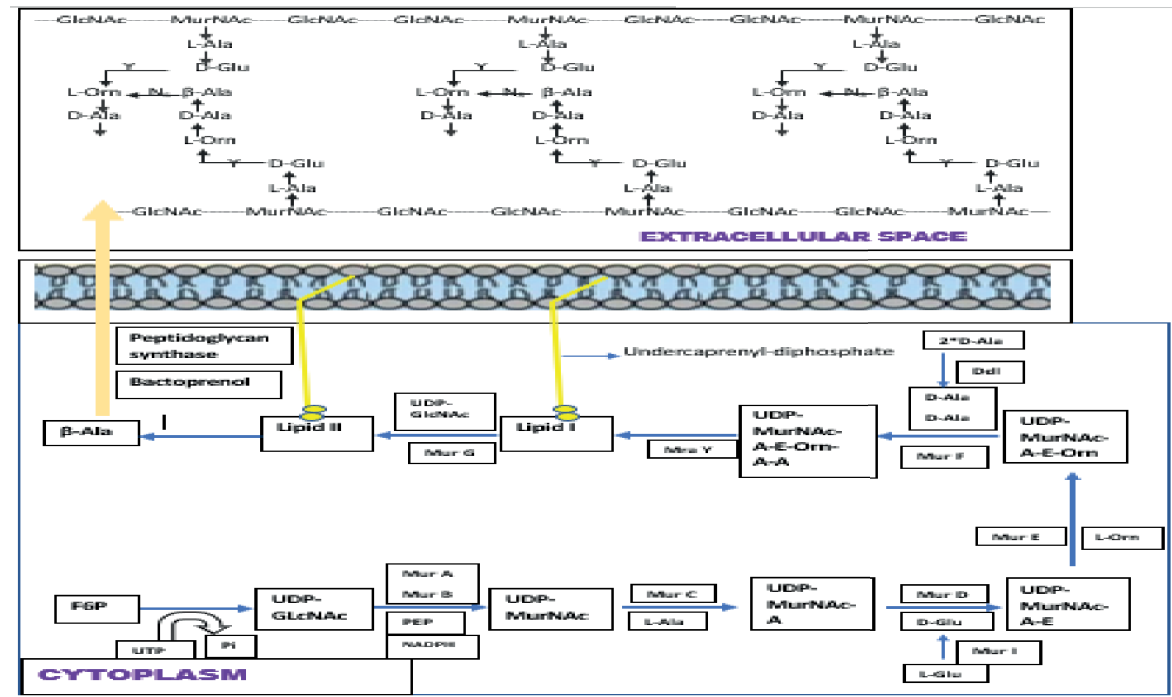 GlcNAc MurNAc GlcNAc GlcNAc MurNAc GlcNAc GlcNAc MurNAc GlcNAc
L-Ala L-Ala L-Ala
Y D-Glu Y D-Glu Y D-Glu
L-Orn β-Ala L-Orn β-Ala L-Orn β-Ala
D-Ala D-Ala D-Ala D-Ala D-Ala D-Ala
L-Orn L-Orn L-Orn
Y D-Glu Y D-Glu Y D-Glu
L-Ala L-Ala L-Ala
GlcNAc MurNAc GlcNAc GlcNAc MurNAc GlcNAc GlcNAc MurNAc
EXTRACELLULAR SPACE
Peptidoglycan
synthase
Bactoprenol
Undercaprenyl-diphosphate
2*D-Ala
Ddl
D-Ala
D-Ala
β-Ala
Lipid II
UDP-
GlcNAc
Mur G
Lipid I
Mra Y
UDP-
MurNAc-
A-E-Orn-
A-A
Mur F
UDP-
MurNAc-
A-E-Orn
Mur E
L-Orn
F6P
UTP
Pi
UDP-
GLcNAc
Mur A
Mur B
PEP
NADPH
UDP-
MurNAc
Mur C
L-Ala
UDP-
MurNAc-
A
Mur D
D-Glu
UDP-
MurNAc-
A-E
Mur I
L-Glu
CYTOPLASM